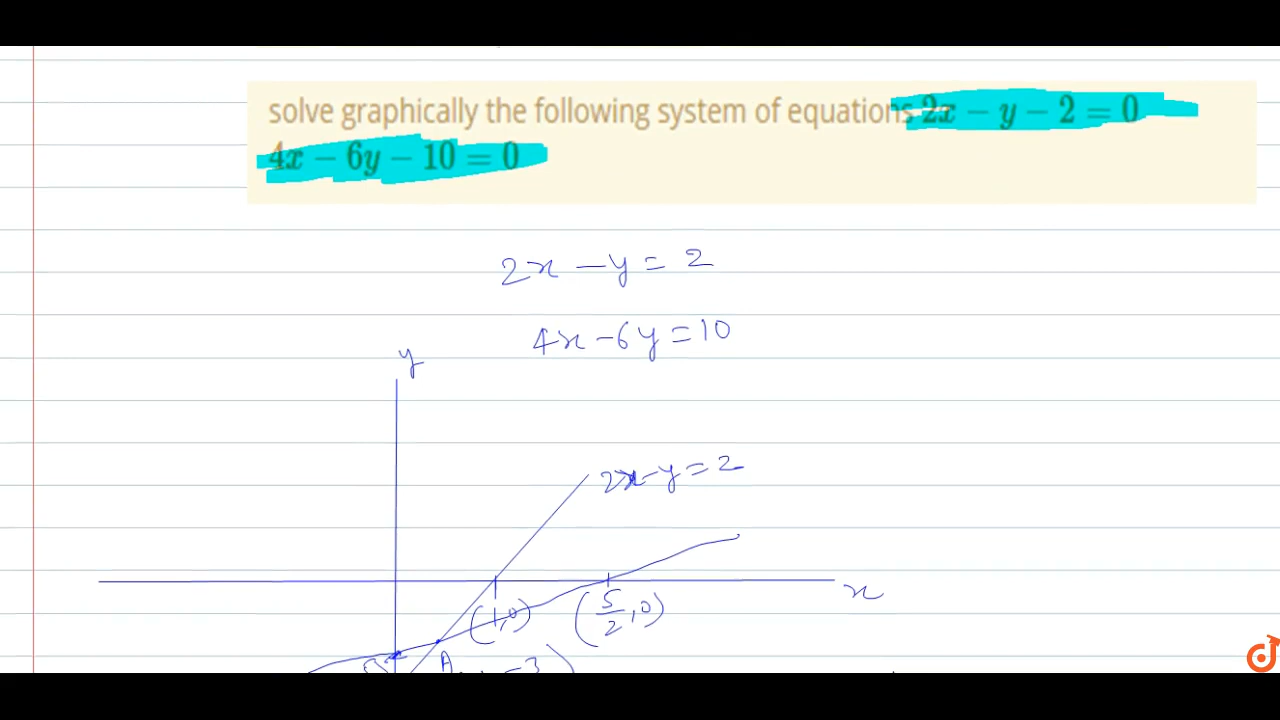 solve graphically the following system of equations 2x − y − 2 = 0
4x − 6y − 10 = 0
2x − y = 2
4x − 6y = 10
y
2x − y = 2
x
(1,0)
(5/2,0)
A
−3)